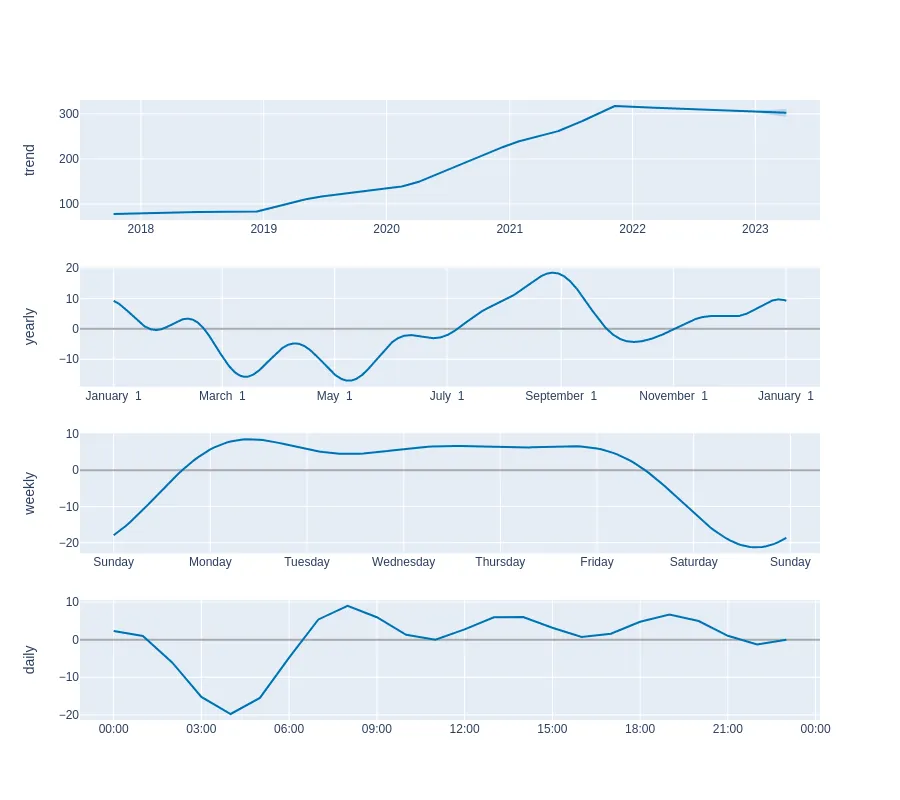 trend
300
200
100
2018 2019 2020 2021 2022 2023
yearly
20
10
0
−10
January 1 March 1 May 1 July 1 September 1 November 1 January 1
weekly
10
0
−10
−20
Sunday Monday Tuesday Wednesday Thursday Friday Saturday Sunday
daily
10
0
−10
−20
00:00 03:00 06:00 09:00 12:00 15:00 18:00 21:00 00:00